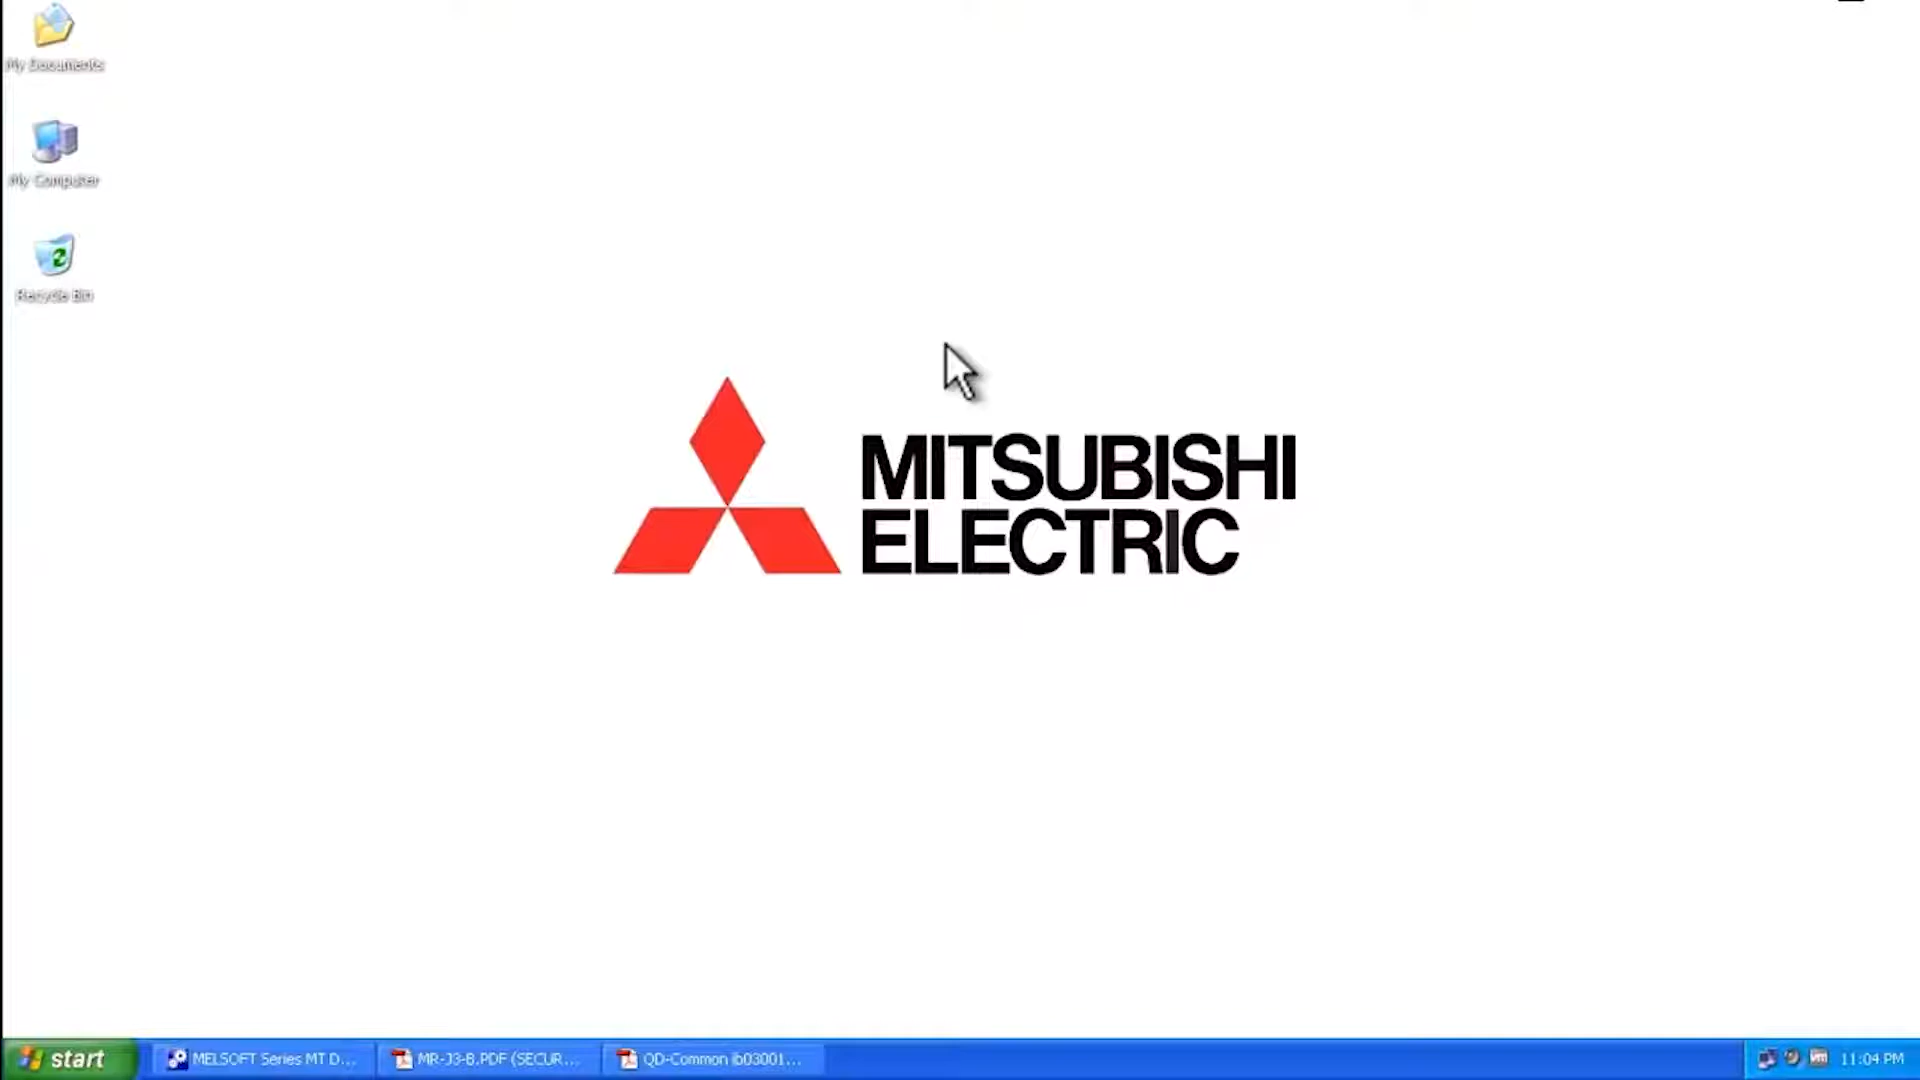 My Documents
My Computer
Recycle Bin
MITSUBISHI
ELECTRIC
start
MELSOFT Series MT D...
MR-J3-B.PDF (SECUR...
QD-Common ib03001...
vm
11:04 PM